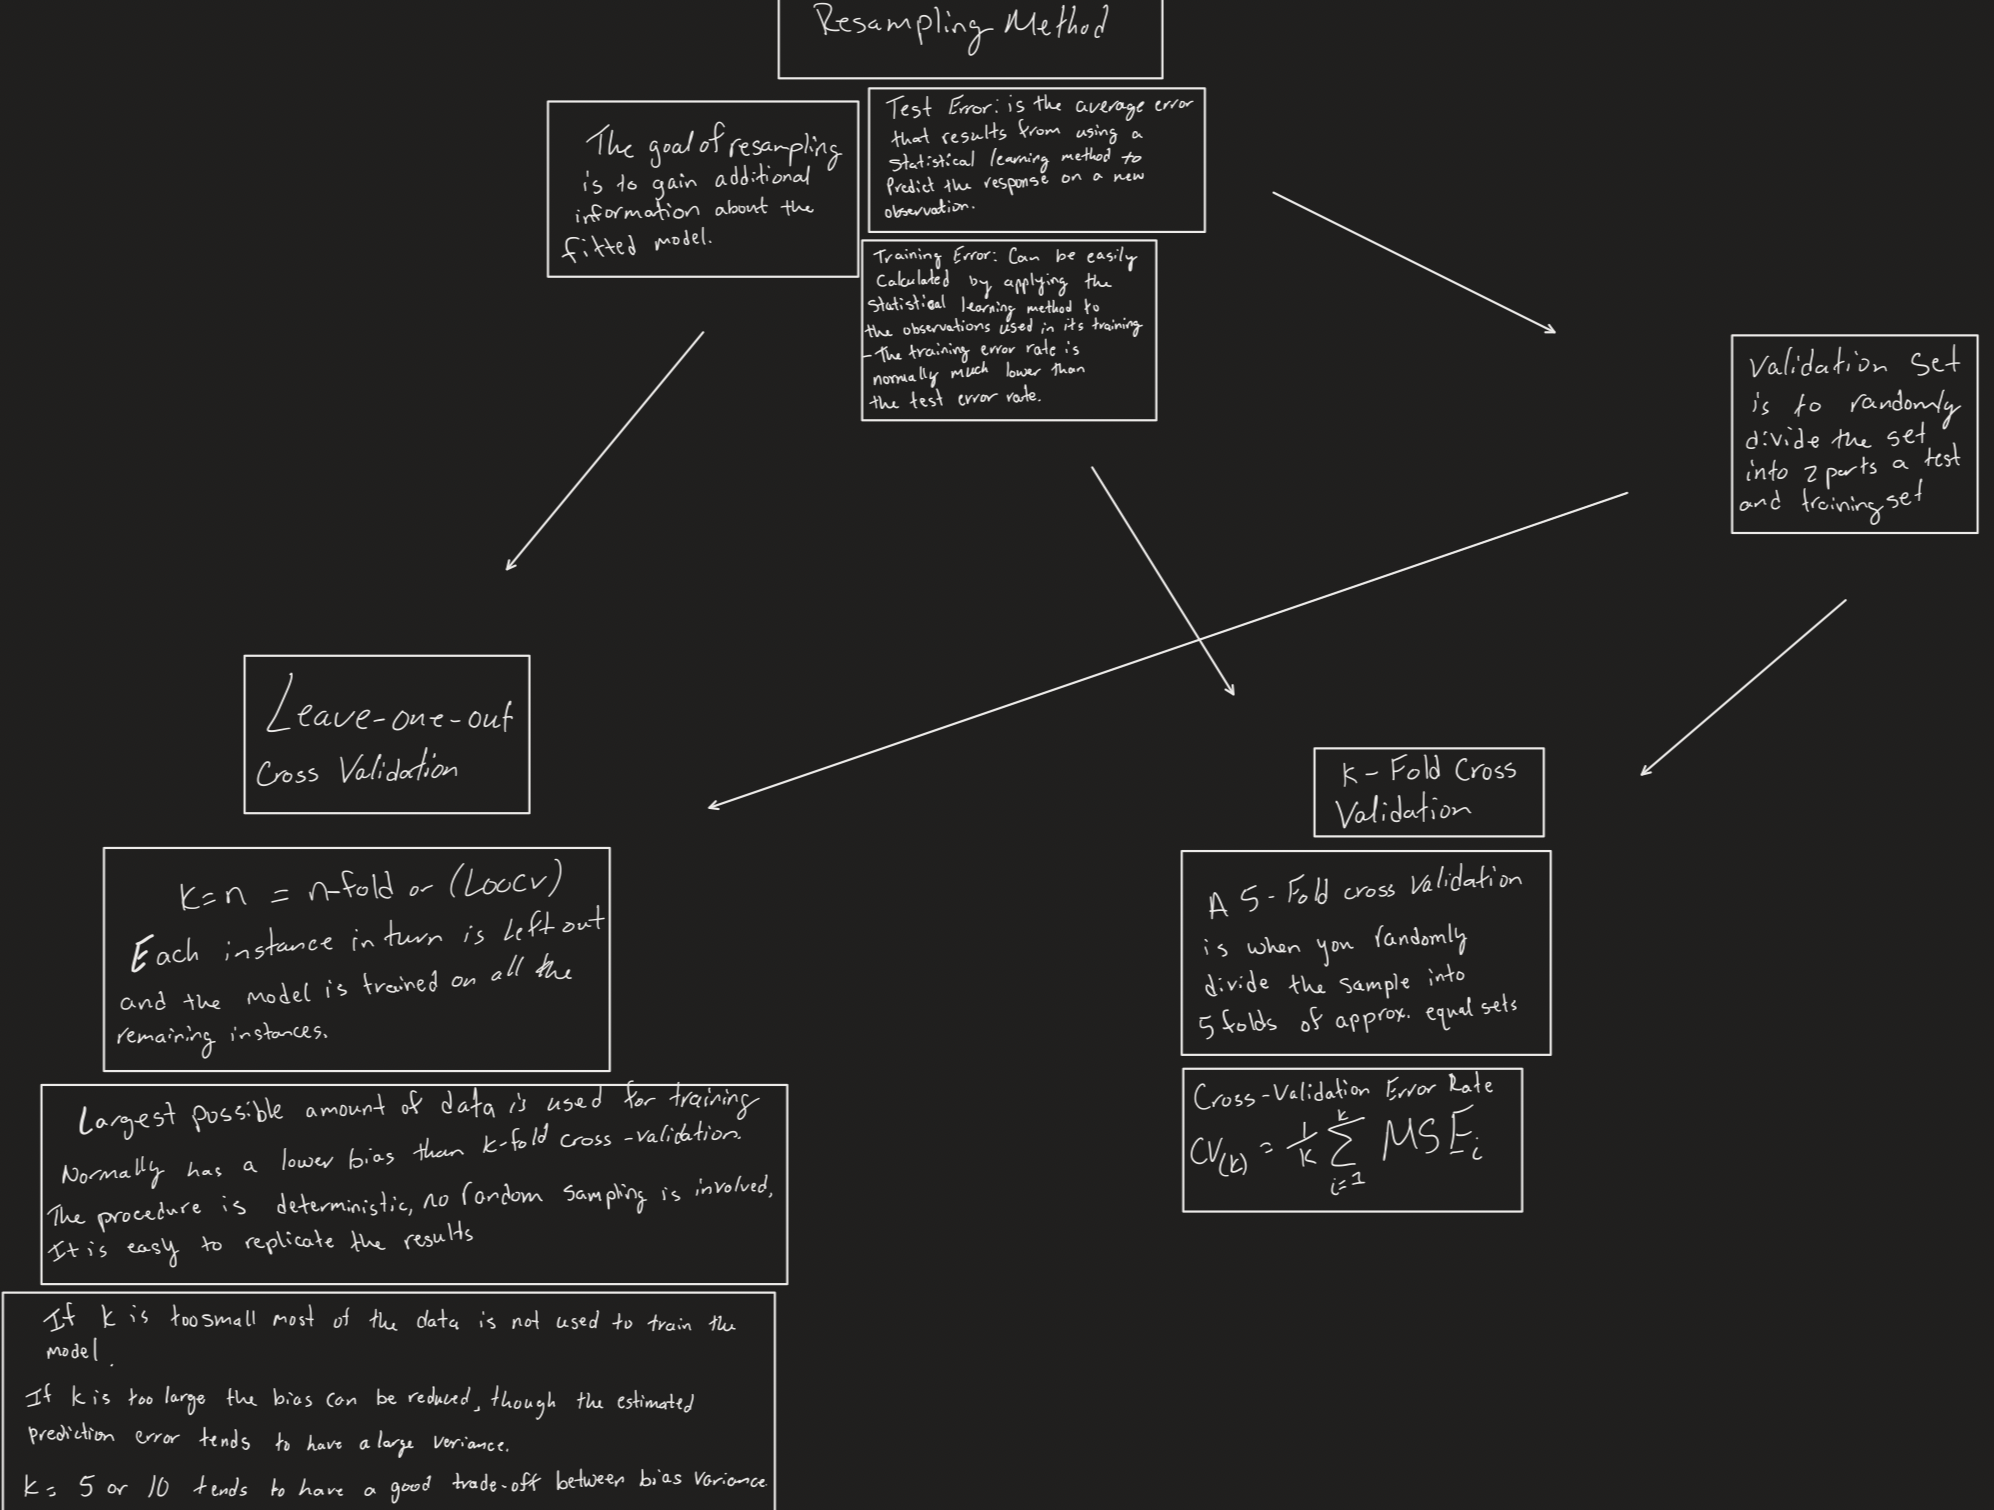 Resampling Method
The goal of resampling
is to gain additional
information about the
fitted model.
Test Error: is the average error
that results from using a
statistical learning method to
Predict the response on a new
observation.
Training Error: Can be easily
Calculated by applying the
statistical learning method to
the observations used in its training
- The training error rate is
normally much lower than
the test error rate.
Validation Set
is to randomly
divide the set
into 2 parts a test
and training set
Leave-one-out
Cross Validation
K=n = n-fold or (LOOCV)
Each instance in turn is left out
and the model is trained on all the
remaining instances.
Largest possible amount of data is used for training
Normally has a lower bias than k-fold cross-validation.
The procedure is deterministic, no random sampling is involved,
It is easy to replicate the results
If k is too small most of the data is not used to train the
model.
If k is too large the bias can be reduced, though the estimated
prediction error tends to have a large variance.
k= 5 or 10 tends to have a good trade-off between bias variance.
K-Fold Cross
Validation
A 5-Fold cross validation
is when you randomly
divide the sample into
5 folds of approx. equal sets
Cross-Validation Error Rate
CV(k) = 1/K ∑ᵏᵢ₌₁ MSEᵢ